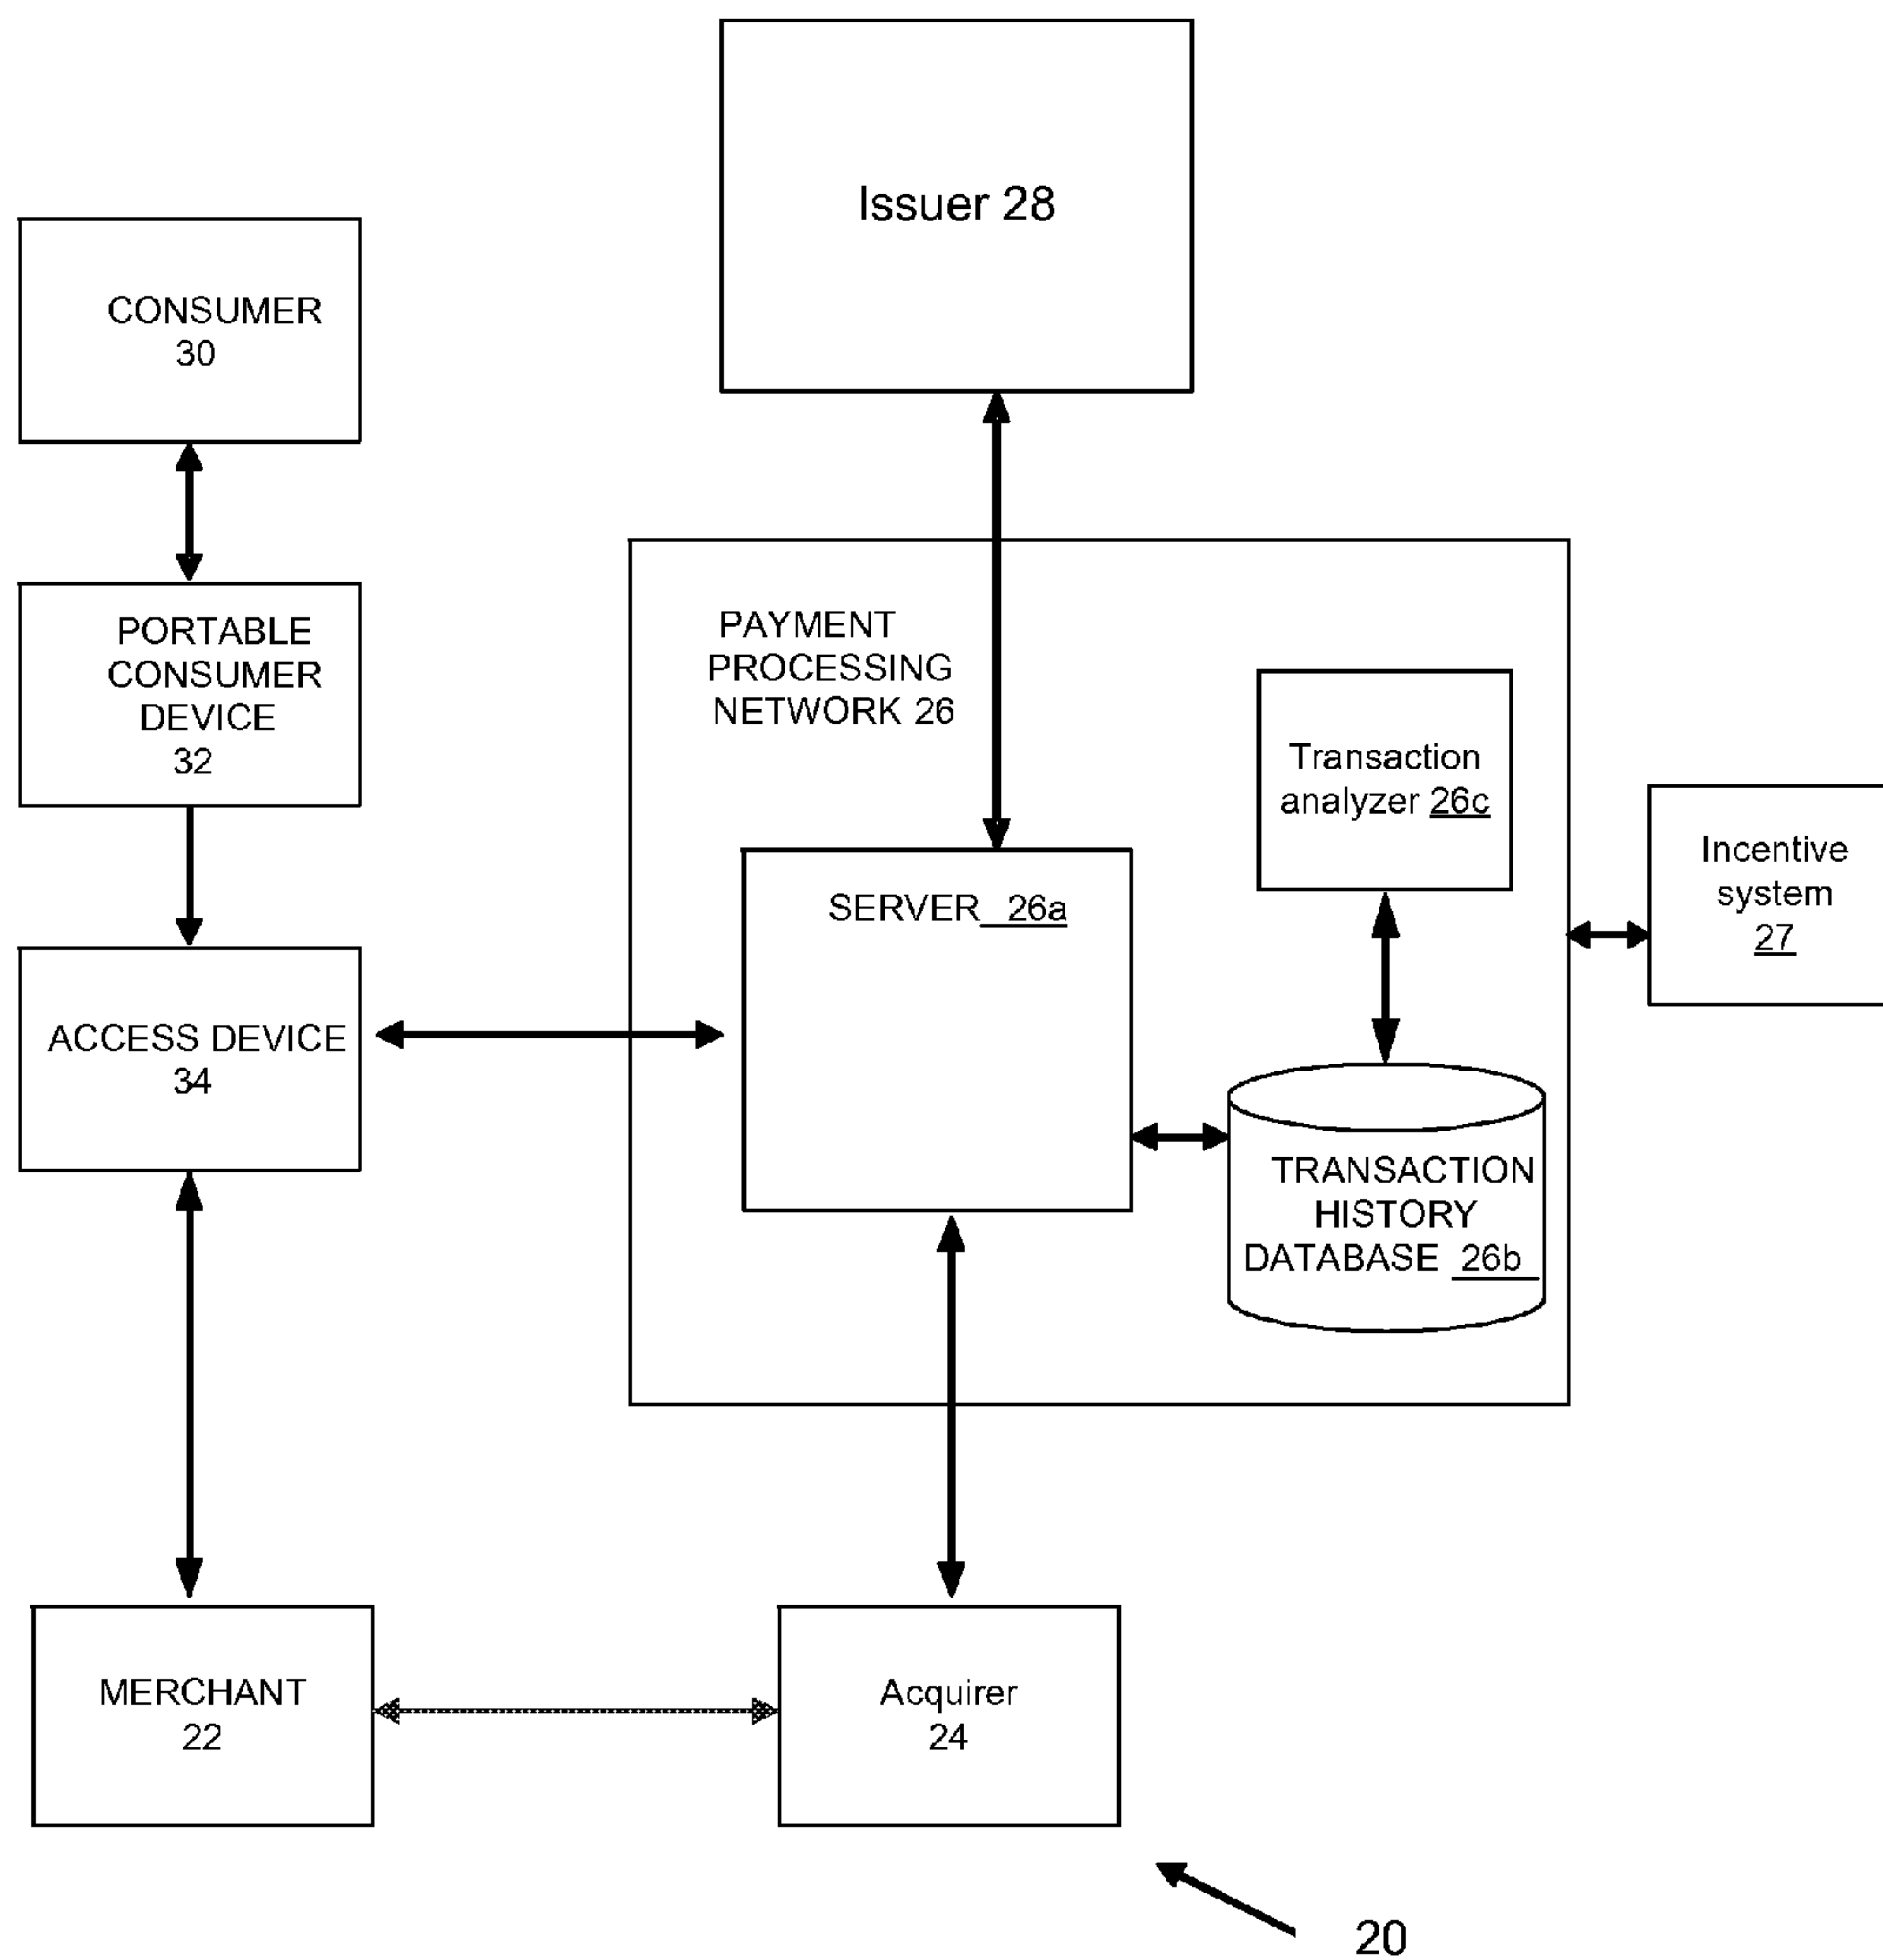 Issuer 28
CONSUMER
30
PORTABLE
CONSUMER
DEVICE
32
PAYMENT
PROCESSING
NETWORK 26
Transaction
analyzer 26c
Incentive
system
27
SERVER 26a
ACCESS DEVICE
34
TRANSACTION
HISTORY
DATABASE 26b
MERCHANT
22
Acquirer
24
20